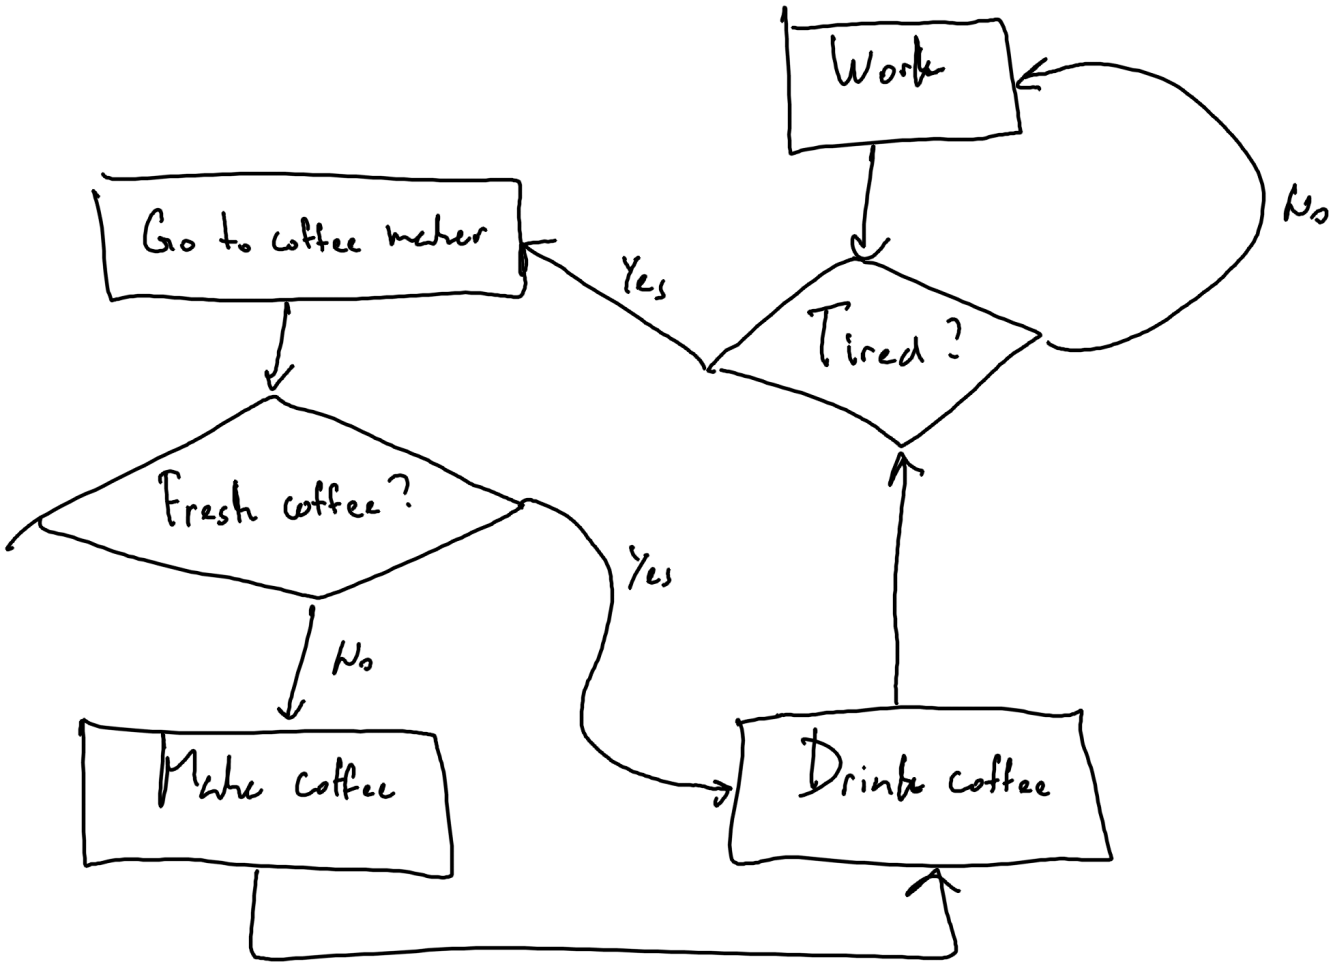 Work
No
Go to coffee maker
Yes
Tired?
Fresh coffee?
Yes
No
Make coffee
Drink coffee